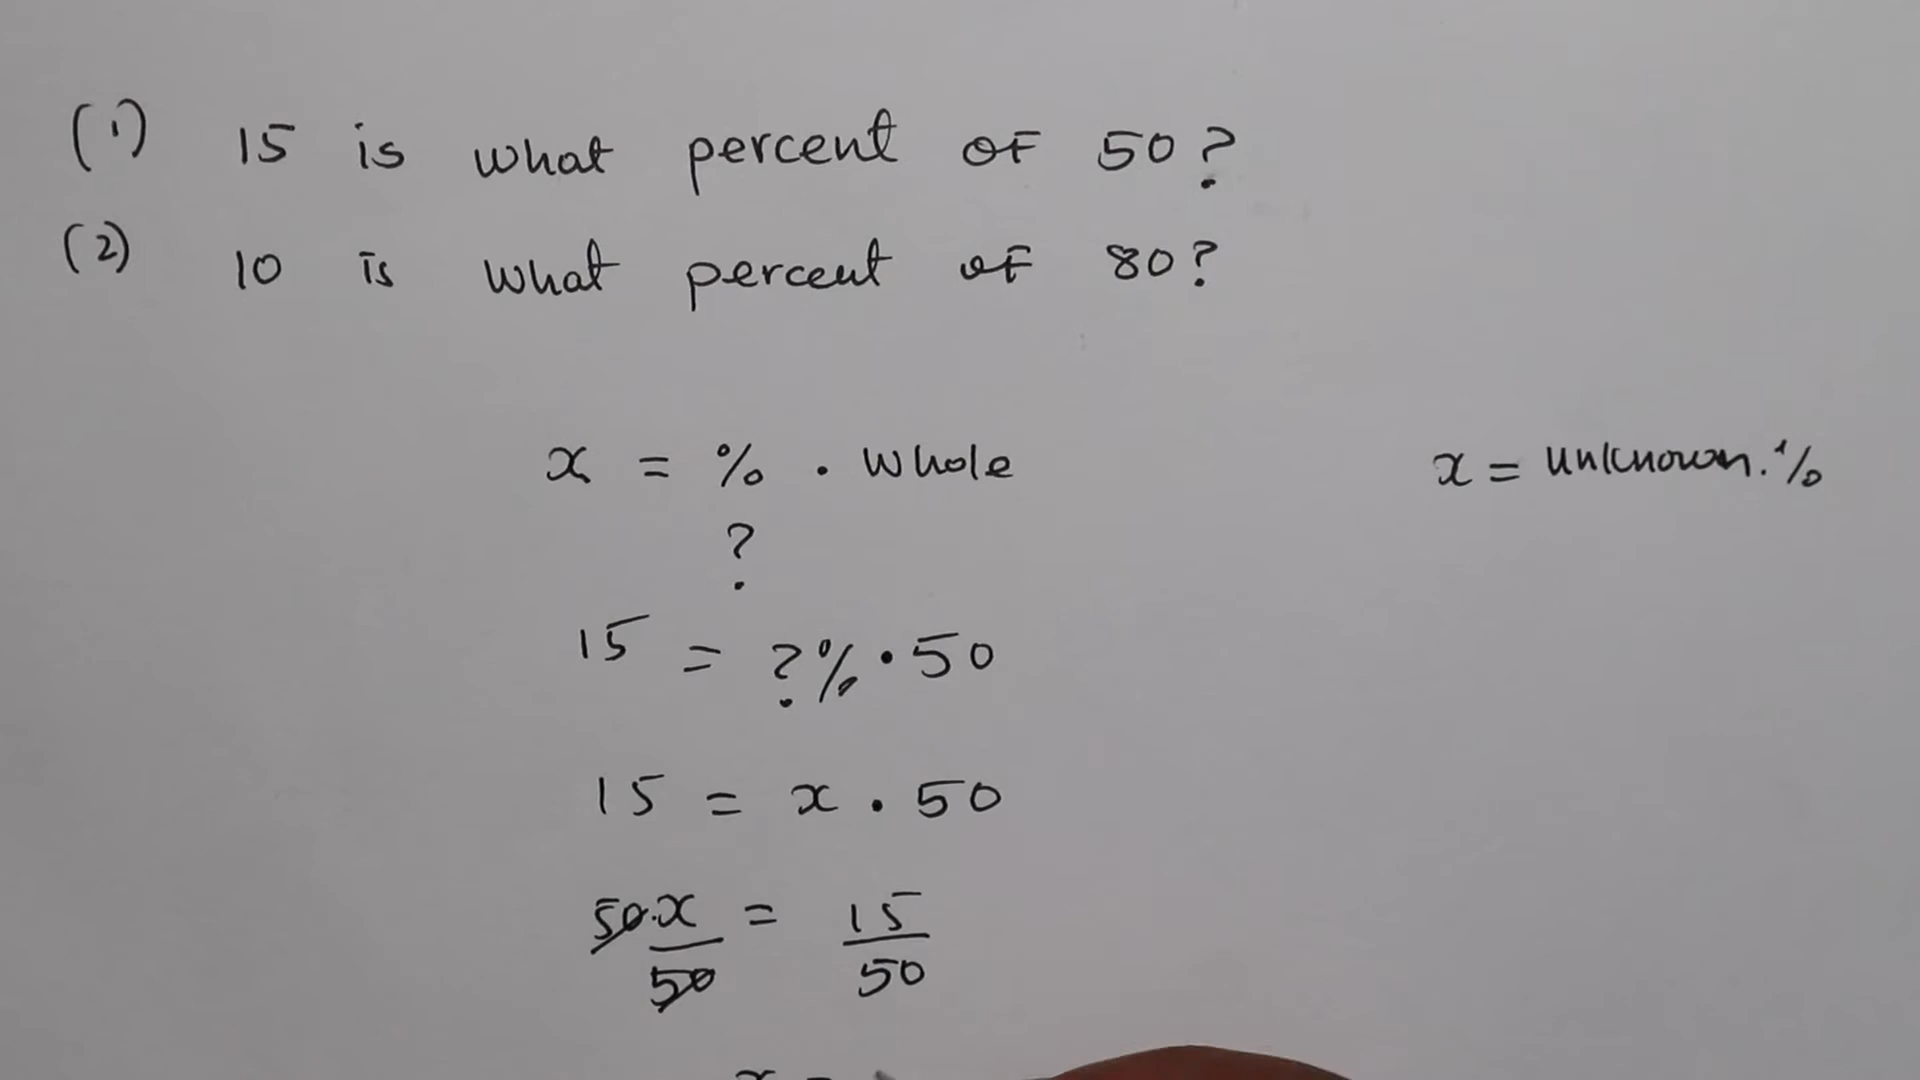 (1) 15 is what percent of 50?
(2) 10 is what percent of 80?
x = % · Whole
x = unknown.%
?
15 = ?% · 50
15 = x · 50
50.x/50 = 15/50
x =